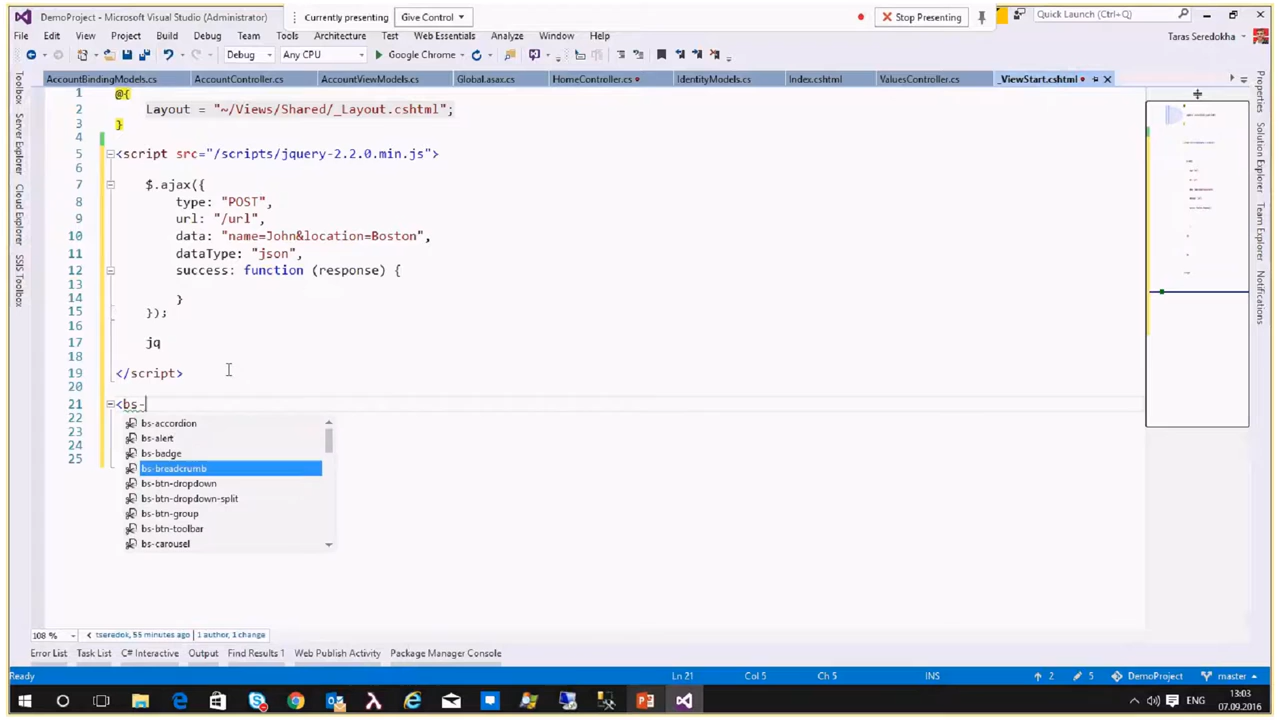 DemoProject - Microsoft Visual Studio (Administrator)
Currently presenting
Give Control
Stop Presenting
Quick Launch (Ctrl+Q)
File Edit View Project Build Debug Team Tools Architecture Test Web Essentials Analyze Window Help
Taras Seredokha
Debug Any CPU Google Chrome
AccountBindingModels.cs AccountController.cs AccountViewModels.cs Global.asax.cs HomeController.cs IdentityModels.cs Index.cshtml ValuesController.cs _ViewStart.cshtml
Toolbox
Server Explorer
Cloud Explorer
SSIS Toolbox
1 @{
2 Layout = "~/Views/Shared/_Layout.cshtml";
3 }
4
5 <script src="/scripts/jquery-2.2.0.min.js">
6
7 $.ajax({
8 type: "POST",
9 url: "/url",
10 data: "name=John&location=Boston",
11 dataType: "json",
12 success: function (response) {
13
14 }
15 });
16
17 jq
18
19 </script>
20
21 <bs-
22
23
24
25
bs-accordion
bs-alert
bs-badge
bs-breadcrumb
bs-btn-dropdown
bs-btn-dropdown-split
bs-btn-group
bs-btn-toolbar
bs-carousel
Properties
Solution Explorer
Team Explorer
Notifications
108 % tseredok, 55 minutes ago | 1 author, 1 change
Error List Task List C# Interactive Output Find Results 1 Web Publish Activity Package Manager Console
Ready Ln 21 Col 5 Ch 5 INS 2 5 DemoProject master
ENG
13:03
07.09.2016